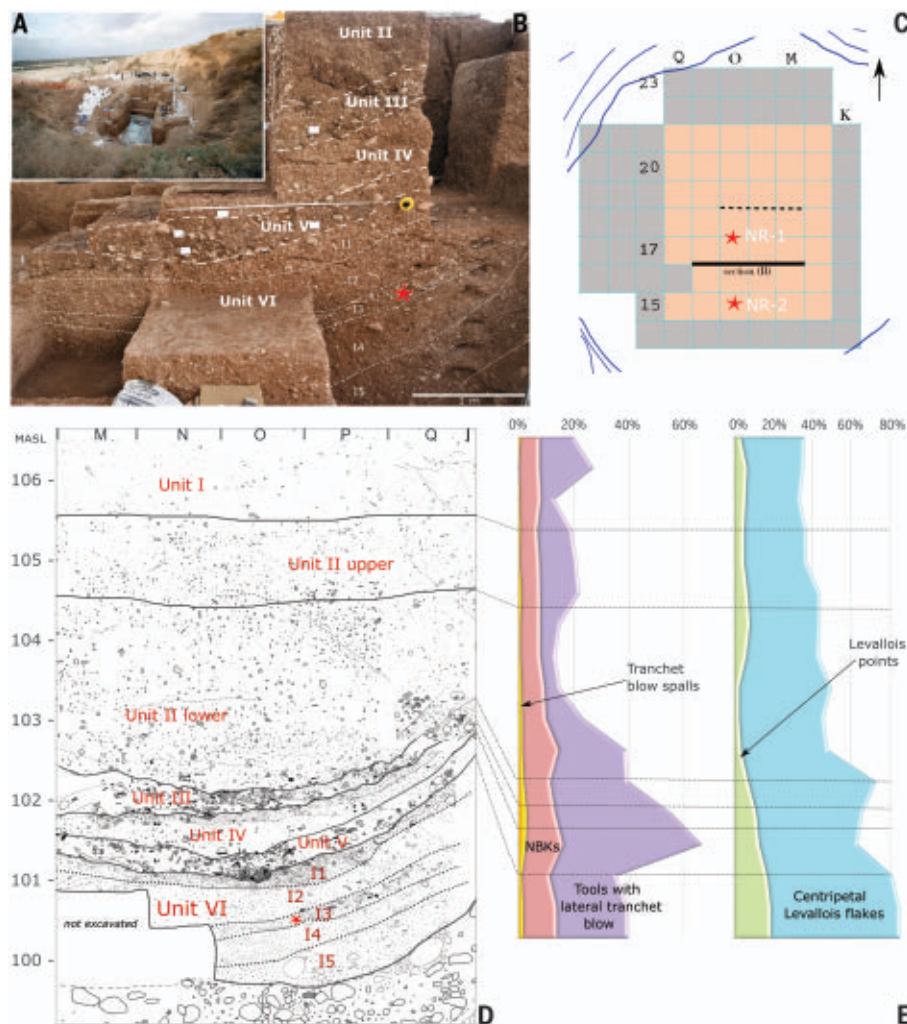 A
B
C
Unit II
Unit III
Unit IV
Unit V
I1
I2
I3
Unit VI
I4
I5
1 m
Q O M
23
K
20
NR-1
17
section (B)
15
NR-2
MASL
I M I N I O I P I Q J
0% 20% 40% 60%
0% 20% 40% 60% 80%
106
Unit I
105
Unit II upper
104
Levallois
points
Tranchet
blow spalls
103
Unit II lower
102
Unit III
Unit IV
Unit V
NBKs
I1
101
I2
Unit VI
I3
Tools with
lateral tranchet
blow
Centripetal
Levallois flakes
not excavated
I4
100
I5
D
E